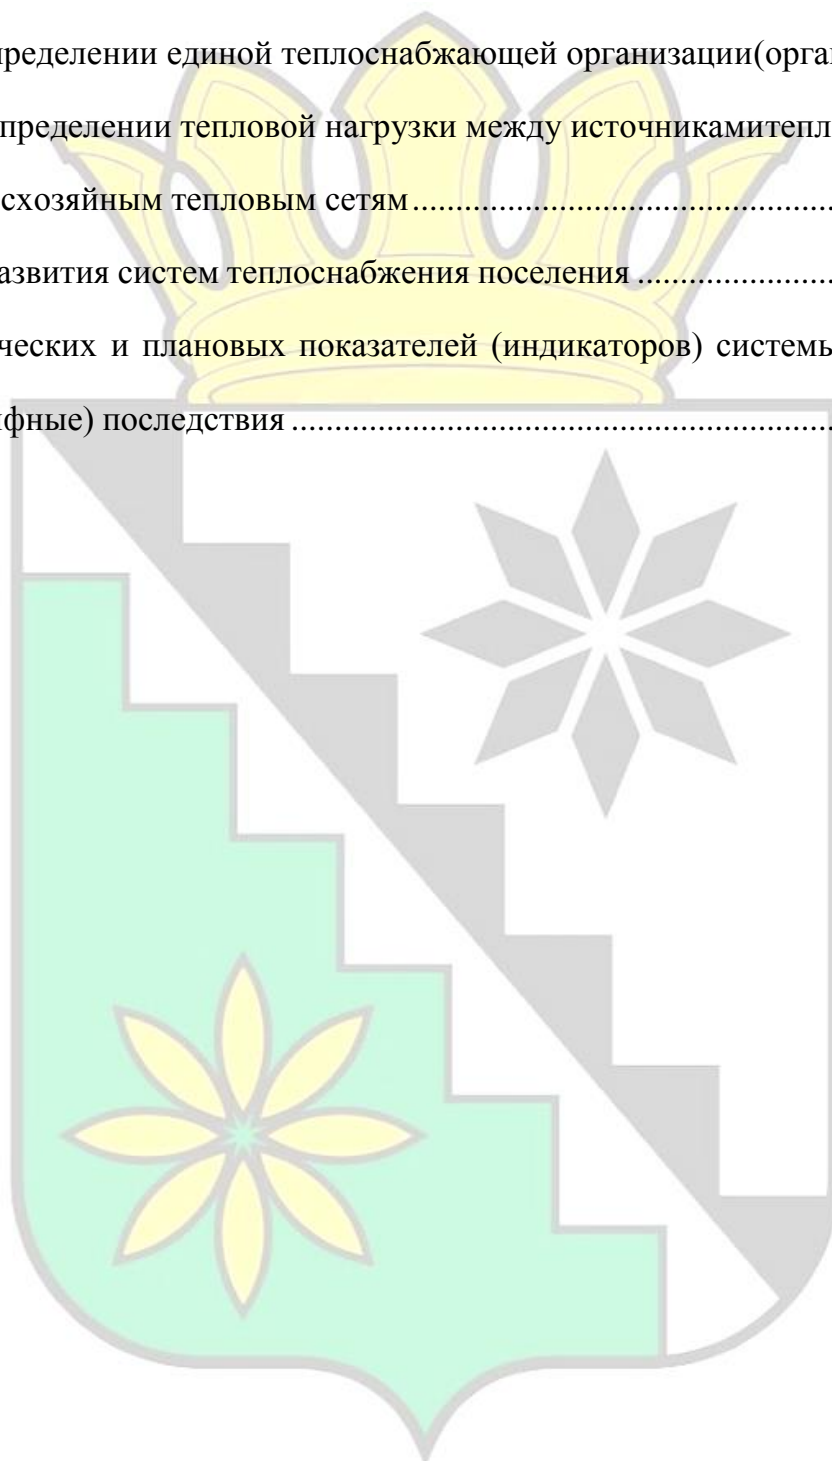 пределении единой теплоснабжающей организации(орга
пределении тепловой нагрузки между источникамитепл
схозяйным тепловым сетям
азвития систем теплоснабжения поселения
ческих и плановых показателей (индикаторов) системы
фные) последствия